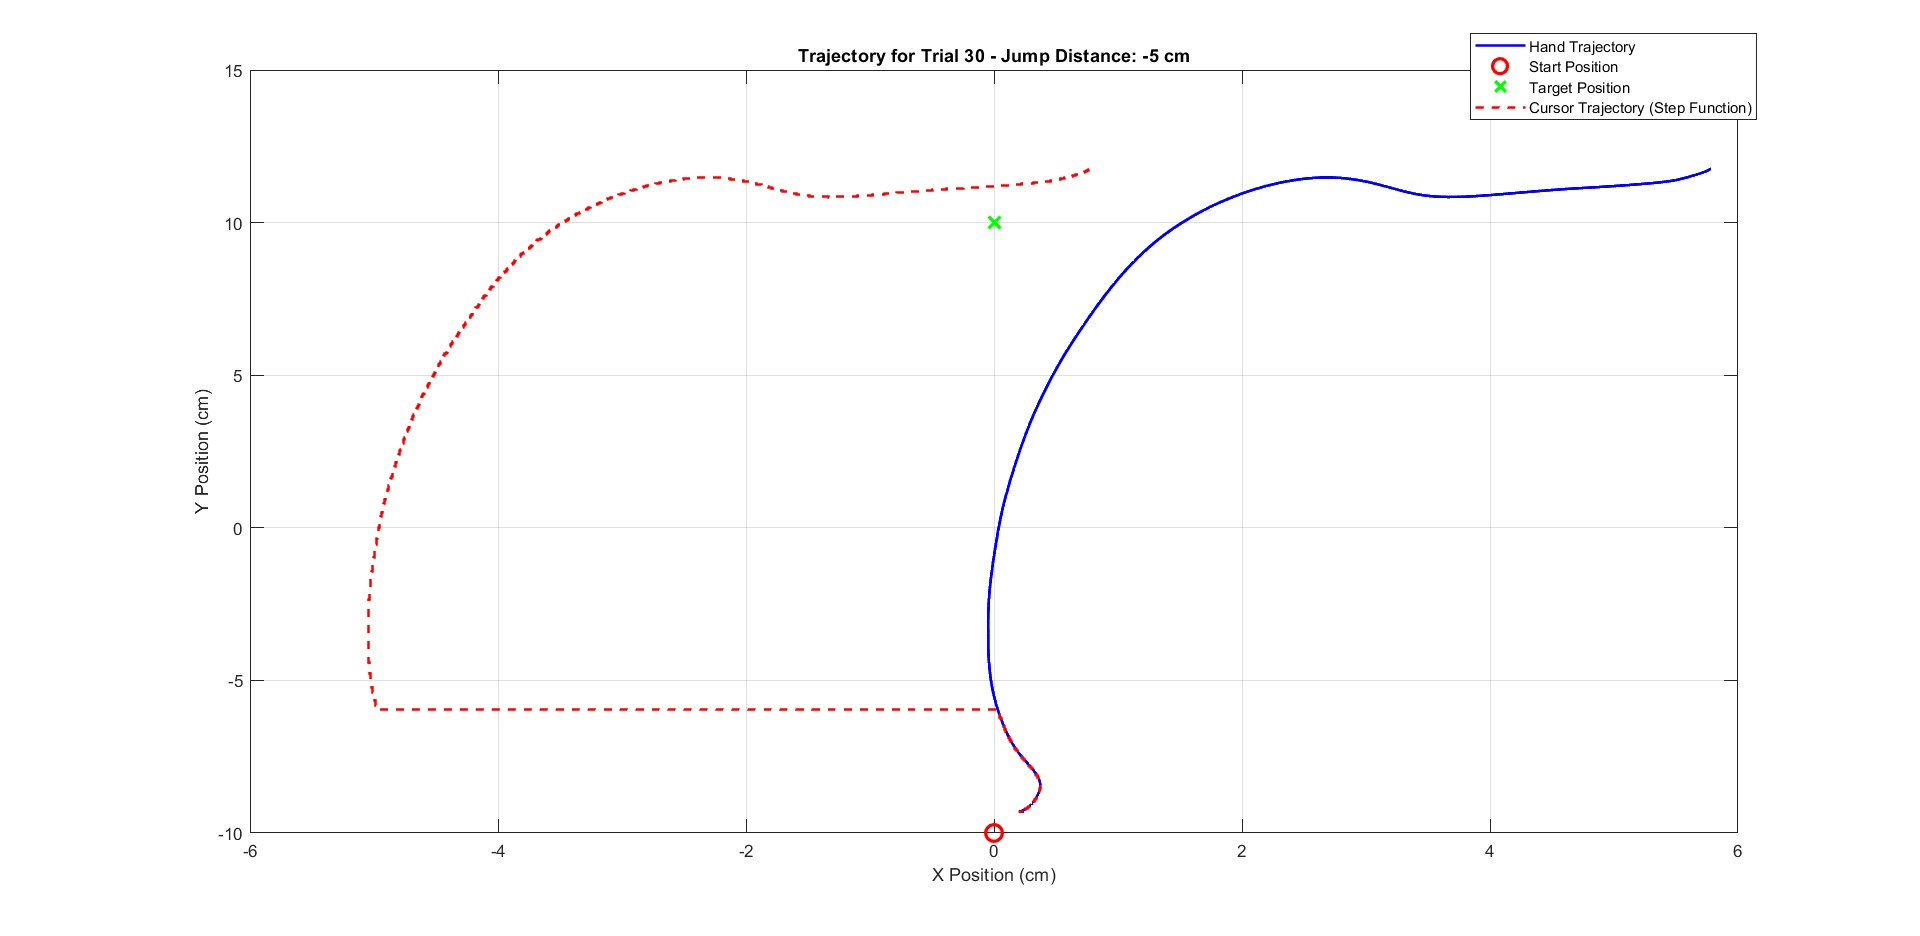 Trajectory for Trial 30 - Jump Distance: -5 cm
Hand Trajectory
Start Position
Target Position
Cursor Trajectory (Step Function)
15
10
5
0
-5
-10
Y Position (cm)
-6 -4 -2 0 2 4 6
X Position (cm)